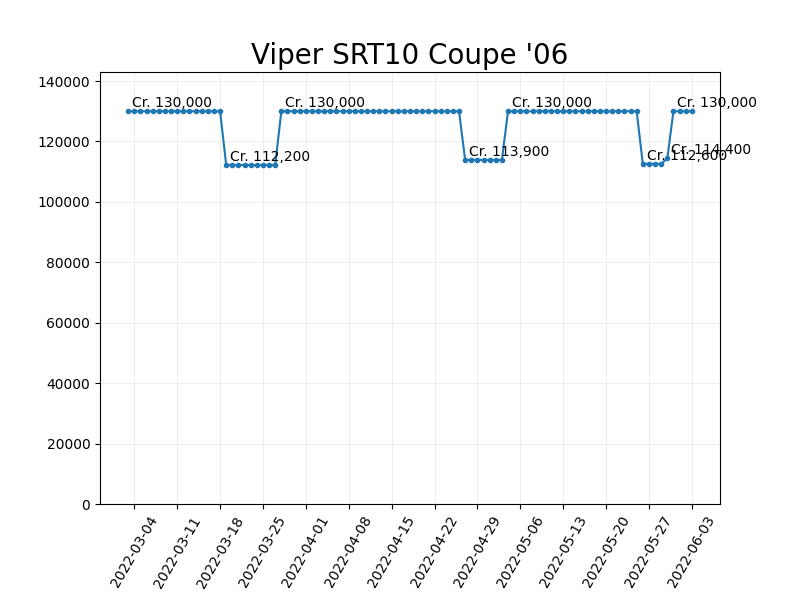 Viper SRT10 Coupe '06
140000
120000
100000
80000
60000
40000
20000
0
Cr. 130,000
Cr. 112,200
Cr. 130,000
Cr. 113,900
Cr. 130,000
Cr. 112,600
Cr. 114,400
Cr. 130,000
2022-03-04
2022-03-11
2022-03-18
2022-03-25
2022-04-01
2022-04-08
2022-04-15
2022-04-22
2022-04-29
2022-05-06
2022-05-13
2022-05-20
2022-05-27
2022-06-03